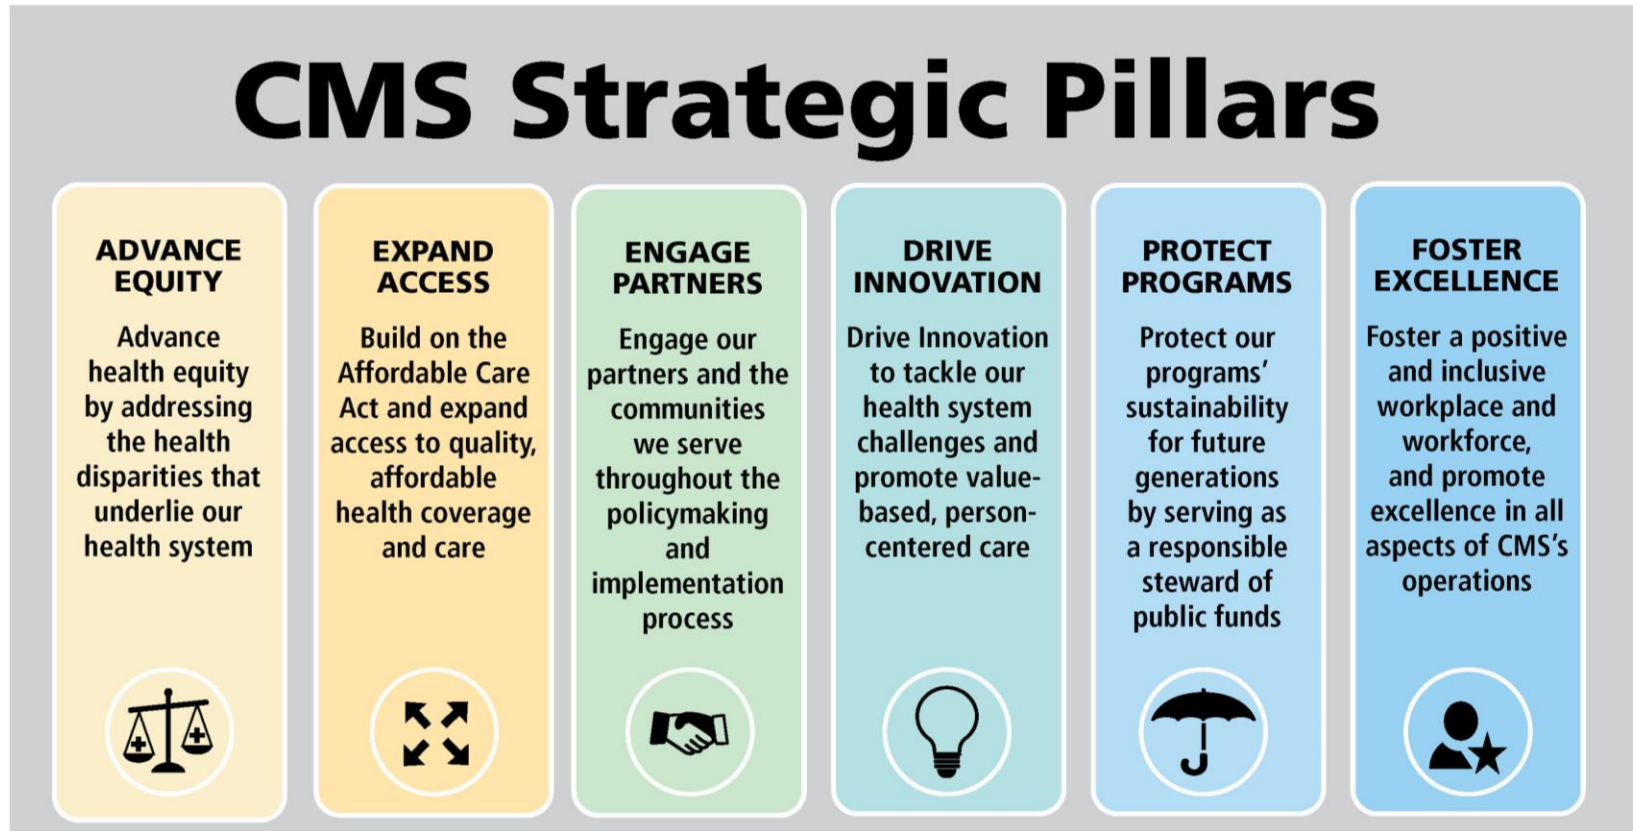 CMS Strategic Pillars
ADVANCE
EQUITY
Advance
health equity
by addressing
the health
disparities that
underlie our
health system
EXPAND
ACCESS
Build on the
Affordable Care
Act and expand
access to quality,
affordable
health coverage
and care
ENGAGE
PARTNERS
Engage our
partners and the
communities
we serve
throughout the
policymaking
and
implementation
process
DRIVE
INNOVATION
Drive Innovation
to tackle our
health system
challenges and
promote value-
based, person-
centered care
PROTECT
PROGRAMS
Protect our
programs’
sustainability
for future
generations
by serving as
a responsible
steward of
public funds
FOSTER
EXCELLENCE
Foster a positive
and inclusive
workplace and
workforce,
and promote
excellence in all
aspects of CMS’s
operations